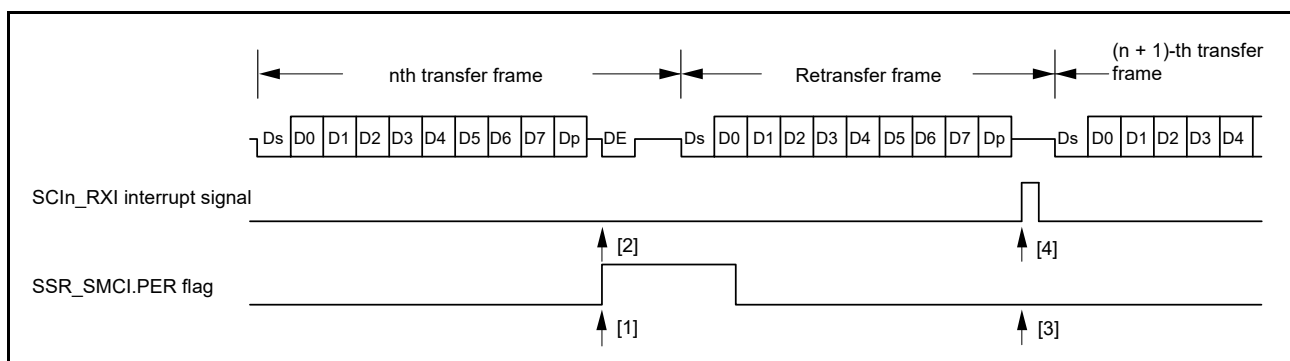 nth transfer frame
Retransfer frame
(n + 1)-th transfer
frame
Ds D0 D1 D2 D3 D4 D5 D6 D7 Dp DE Ds D0 D1 D2 D3 D4 D5 D6 D7 Dp Ds D0 D1 D2 D3 D4
SCIn_RXI interrupt signal
[2]
[4]
SSR_SMCI.PER flag
[1]
[3]